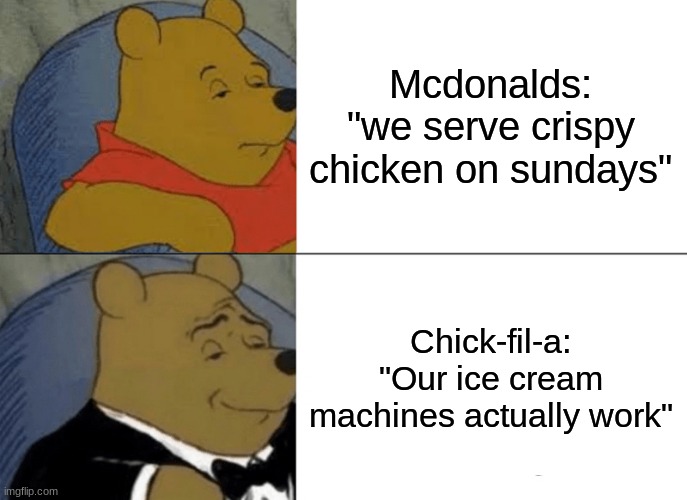 Mcdonalds:
"we serve crispy
chicken on sundays"
Chick-fil-a:
"Our ice cream
machines actually work"
imgflip.com